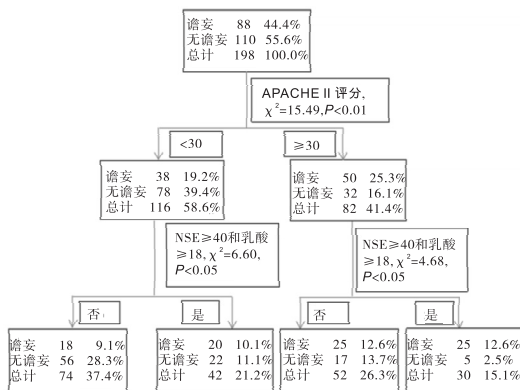 谵妄 88 44.4%
无谵妄 110 55.6%
总计 198 100.0%
APACHE II 评分,
χ²=15.49,P<0.01
<30
≥30
谵妄 38 19.2%
无谵妄 78 39.4%
总计 116 58.6%
谵妄 50 25.3%
无谵妄 32 16.1%
总计 82 41.4%
NSE≥40和乳酸
≥18,χ²=6.60,
P<0.05
NSE≥40和乳酸
≥18,χ²=4.68,
P<0.05
否
是
否
是
谵妄 18 9.1%
无谵妄 56 28.3%
总计 74 37.4%
谵妄 20 10.1%
无谵妄 22 11.1%
总计 42 21.2%
谵妄 25 12.6%
无谵妄 17 13.7%
总计 52 26.3%
谵妄 25 12.6%
无谵妄 5 2.5%
总计 30 15.1%